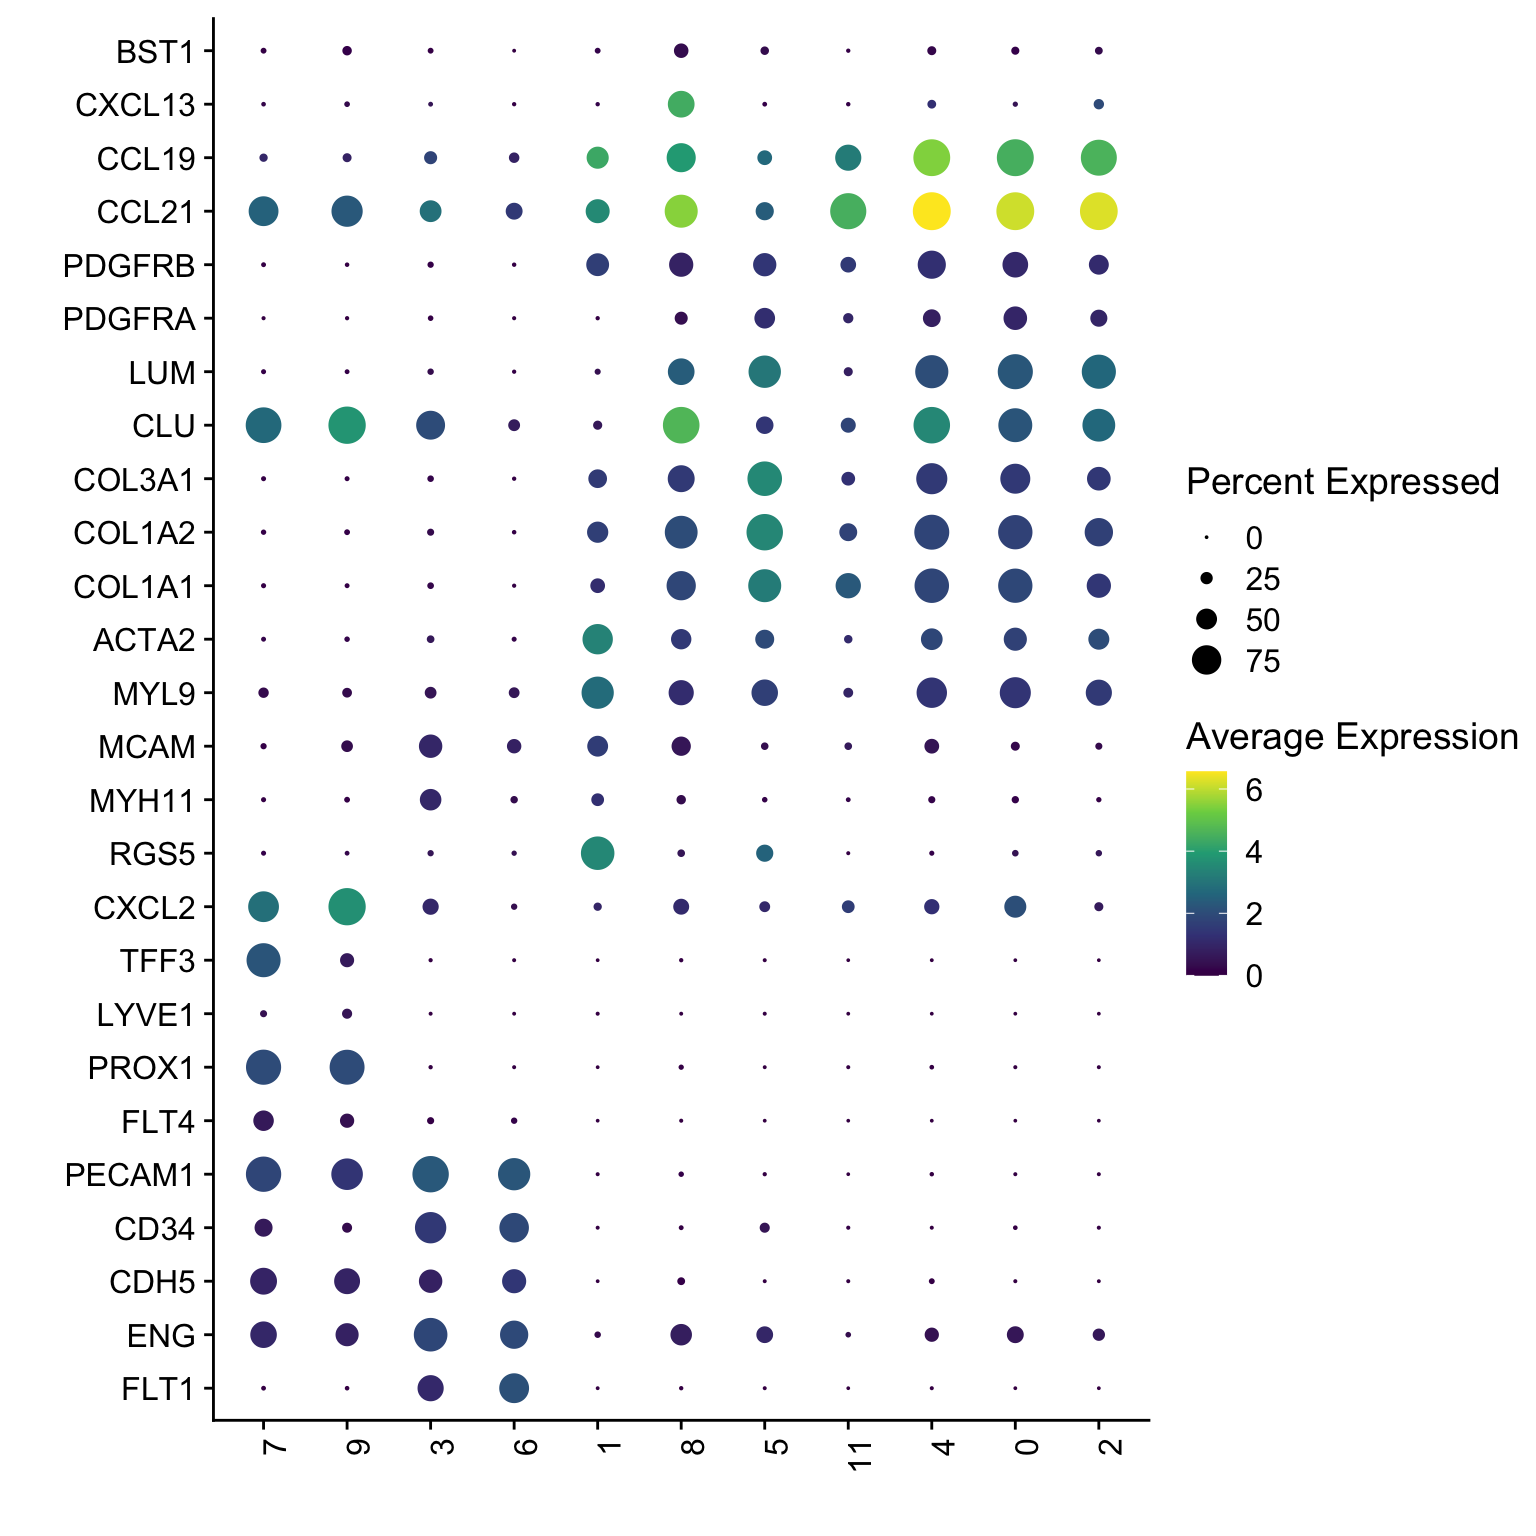 BST1
CXCL13
CCL19
CCL21
PDGFRB
PDGFRA
LUM
CLU
COL3A1
COL1A2
COL1A1
ACTA2
MYL9
MCAM
MYH11
RGS5
CXCL2
TFF3
LYVE1
PROX1
FLT4
PECAM1
CD34
CDH5
ENG
FLT1
7 9 3 6 1 8 5 11 4 0 2
Percent Expressed
0
25
50
75
Average Expression
6
4
2
0